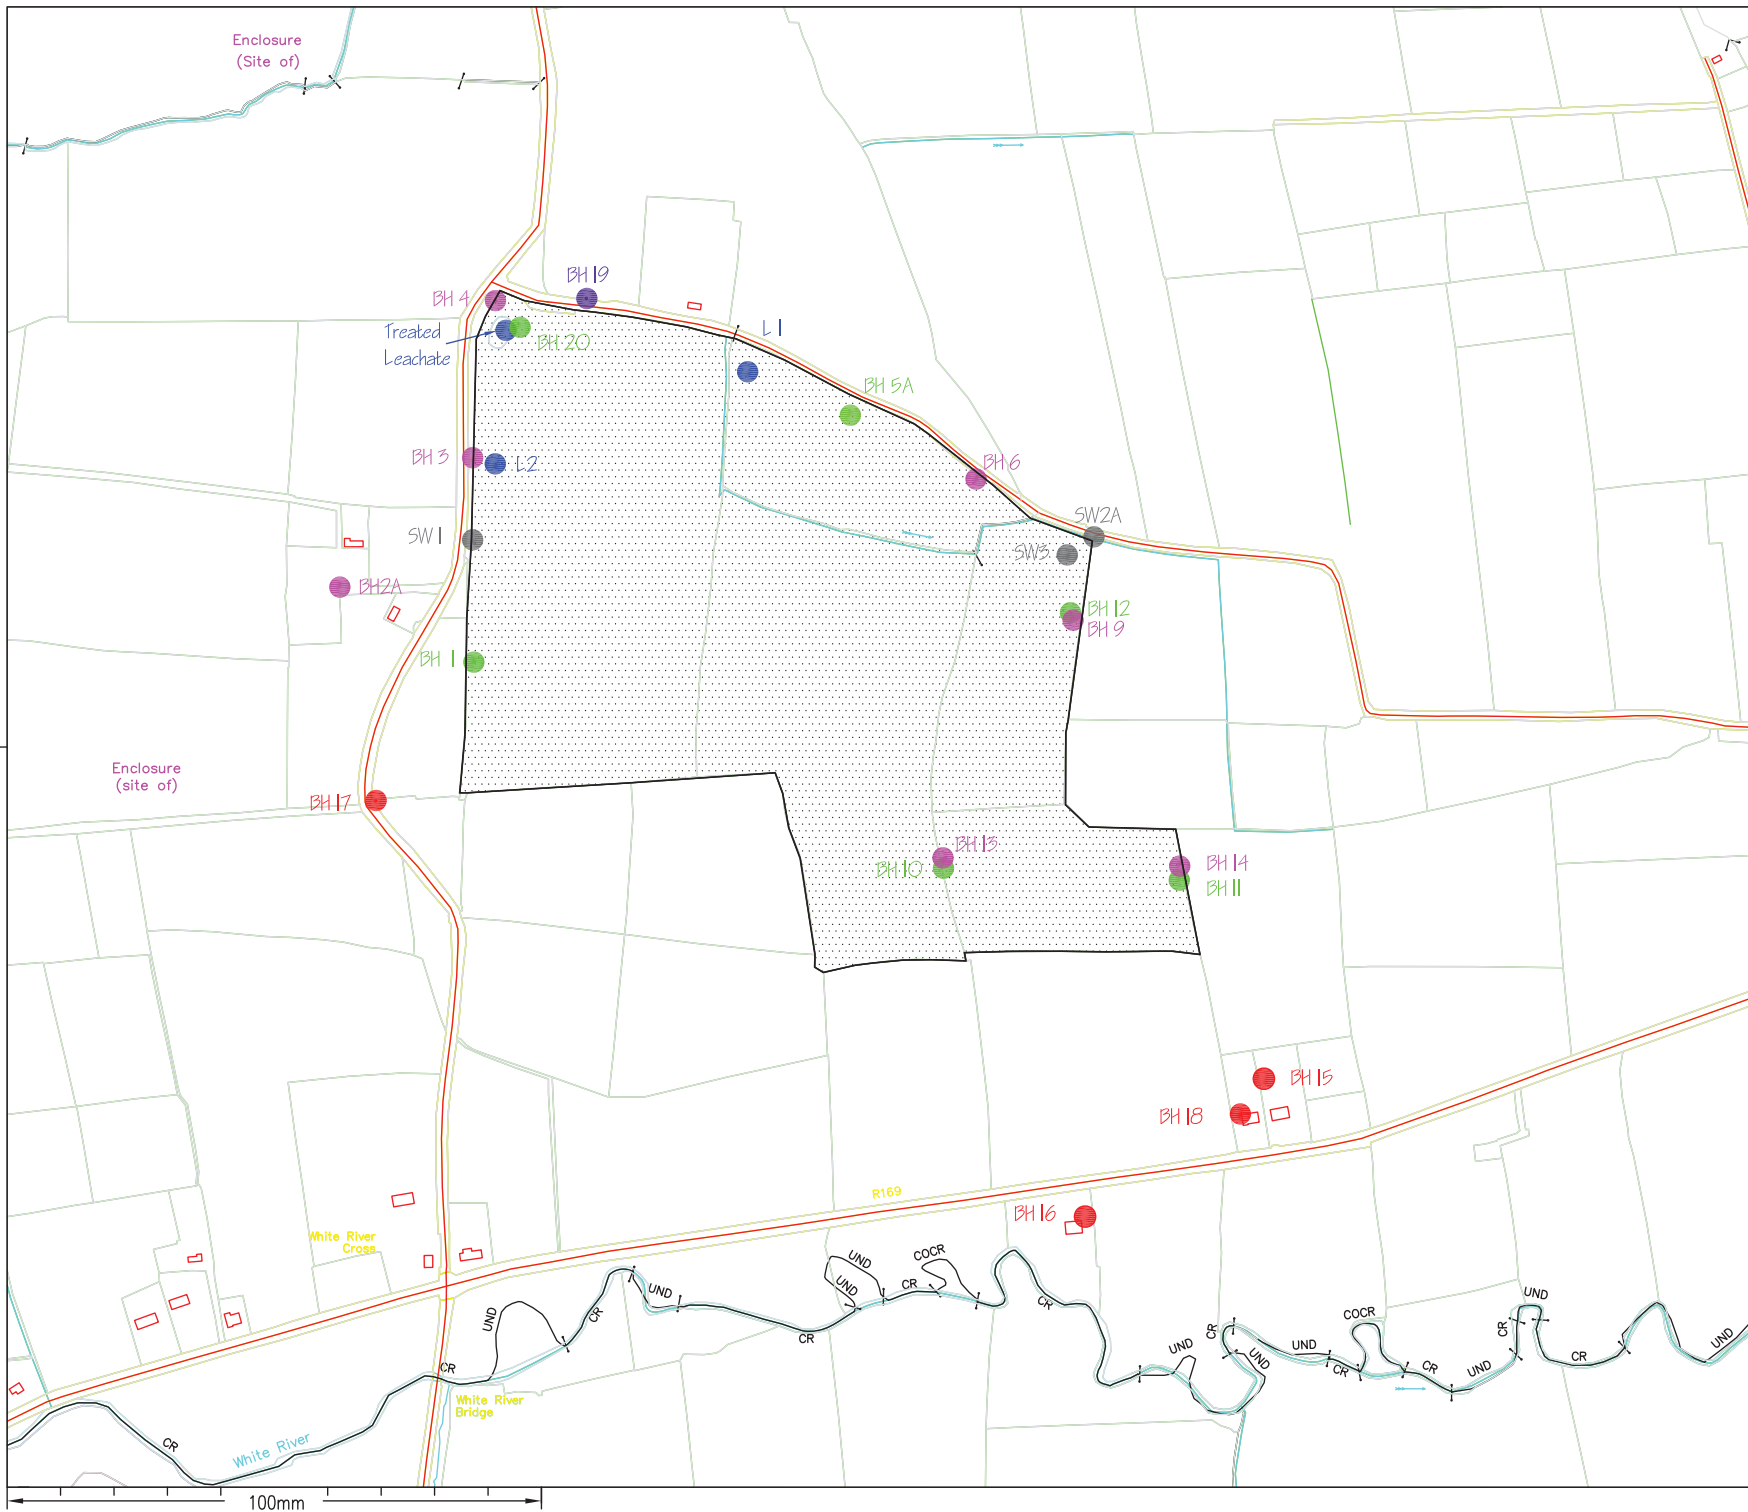 Enclosure
(Site of)
BH 19
BH 4
Treated
Leachate
BH 20
L1
BH 5A
BH 3
L2
BH 6
SW1
SW2A
SW3
BH2A
BH 12
BH 9
BH 1
Enclosure
(site of)
BH 17
BH 13
BH 10
BH 14
BH 11
BH 15
BH 18
R169
BH 16
White River
Cross
UND
COCR
UND
CR
UND
CR
UND
CR
CR
UND
CR
COCR
UND
CR
UND
UND
CR
CR
UND
CR
UND
CR
UND
White River
Bridge
CR
White River
100mm